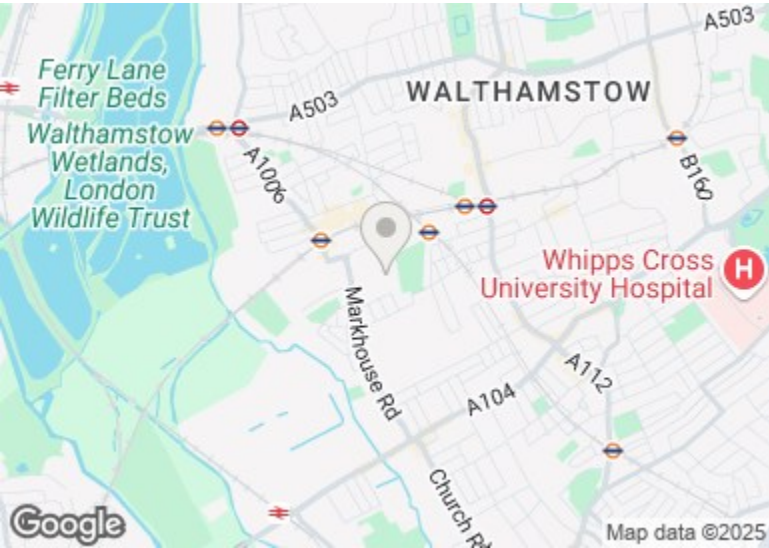 A503
Ferry Lane
Filter Beds
WALTHAMSTOW
A503
Walthamstow
Wetlands,
London
Wildlife Trust
A1006
B160
Whipps Cross
University Hospital
H
Markhouse Rd
A112
A104
Church Rd
Google
Map data ©2025